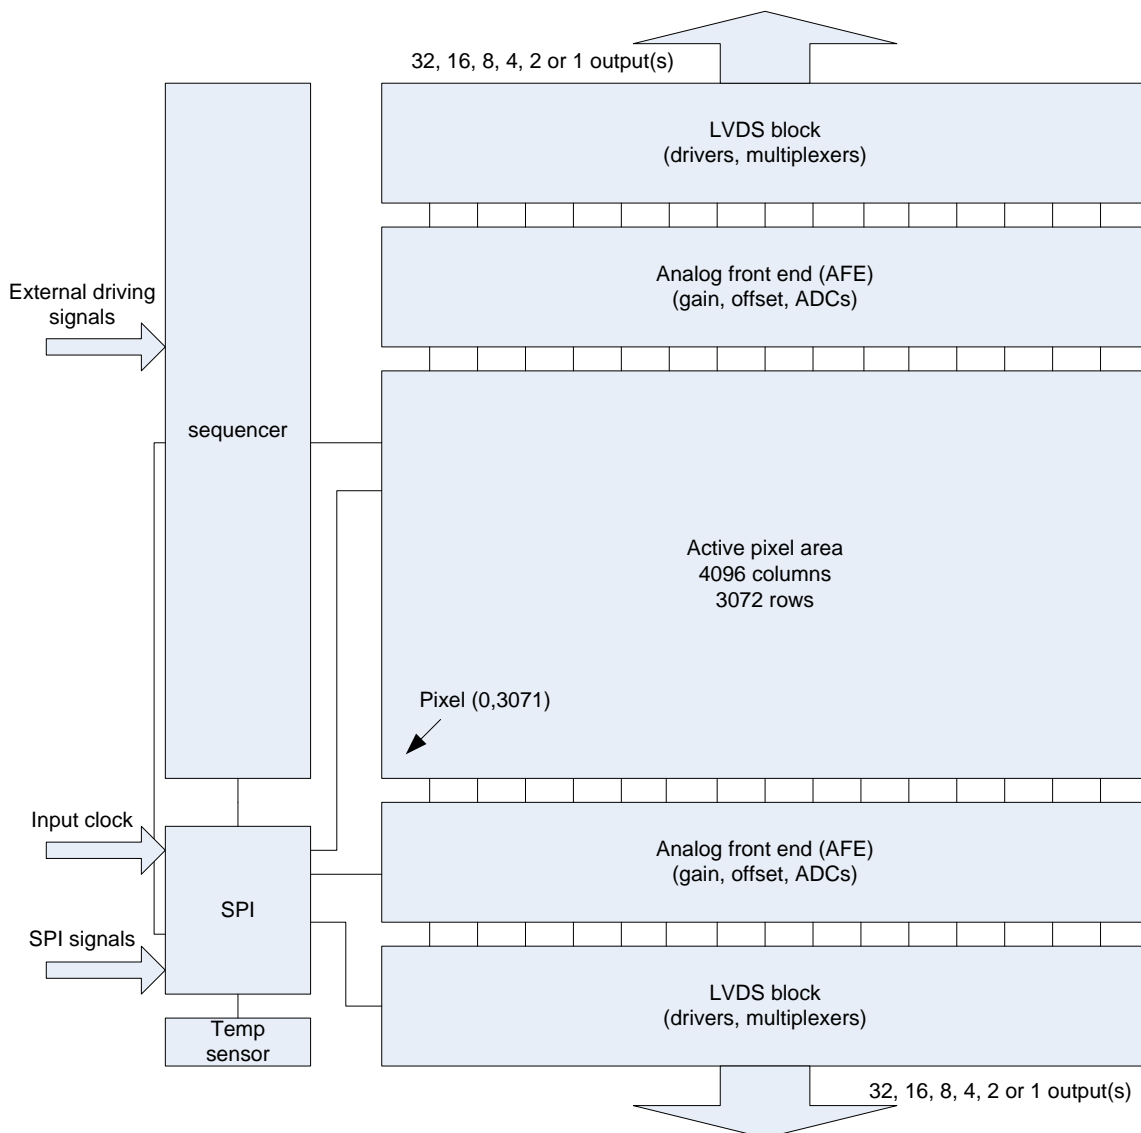 32, 16, 8, 4, 2 or 1 output(s)
LVDS block
(drivers, multiplexers)
Analog front end (AFE)
(gain, offset, ADCs)
External driving
signals
sequencer
Active pixel area
4096 columns
3072 rows
Pixel (0,3071)
Input clock
Analog front end (AFE)
(gain, offset, ADCs)
SPI
SPI signals
LVDS block
(drivers, multiplexers)
Temp
sensor
32, 16, 8, 4, 2 or 1 output(s)